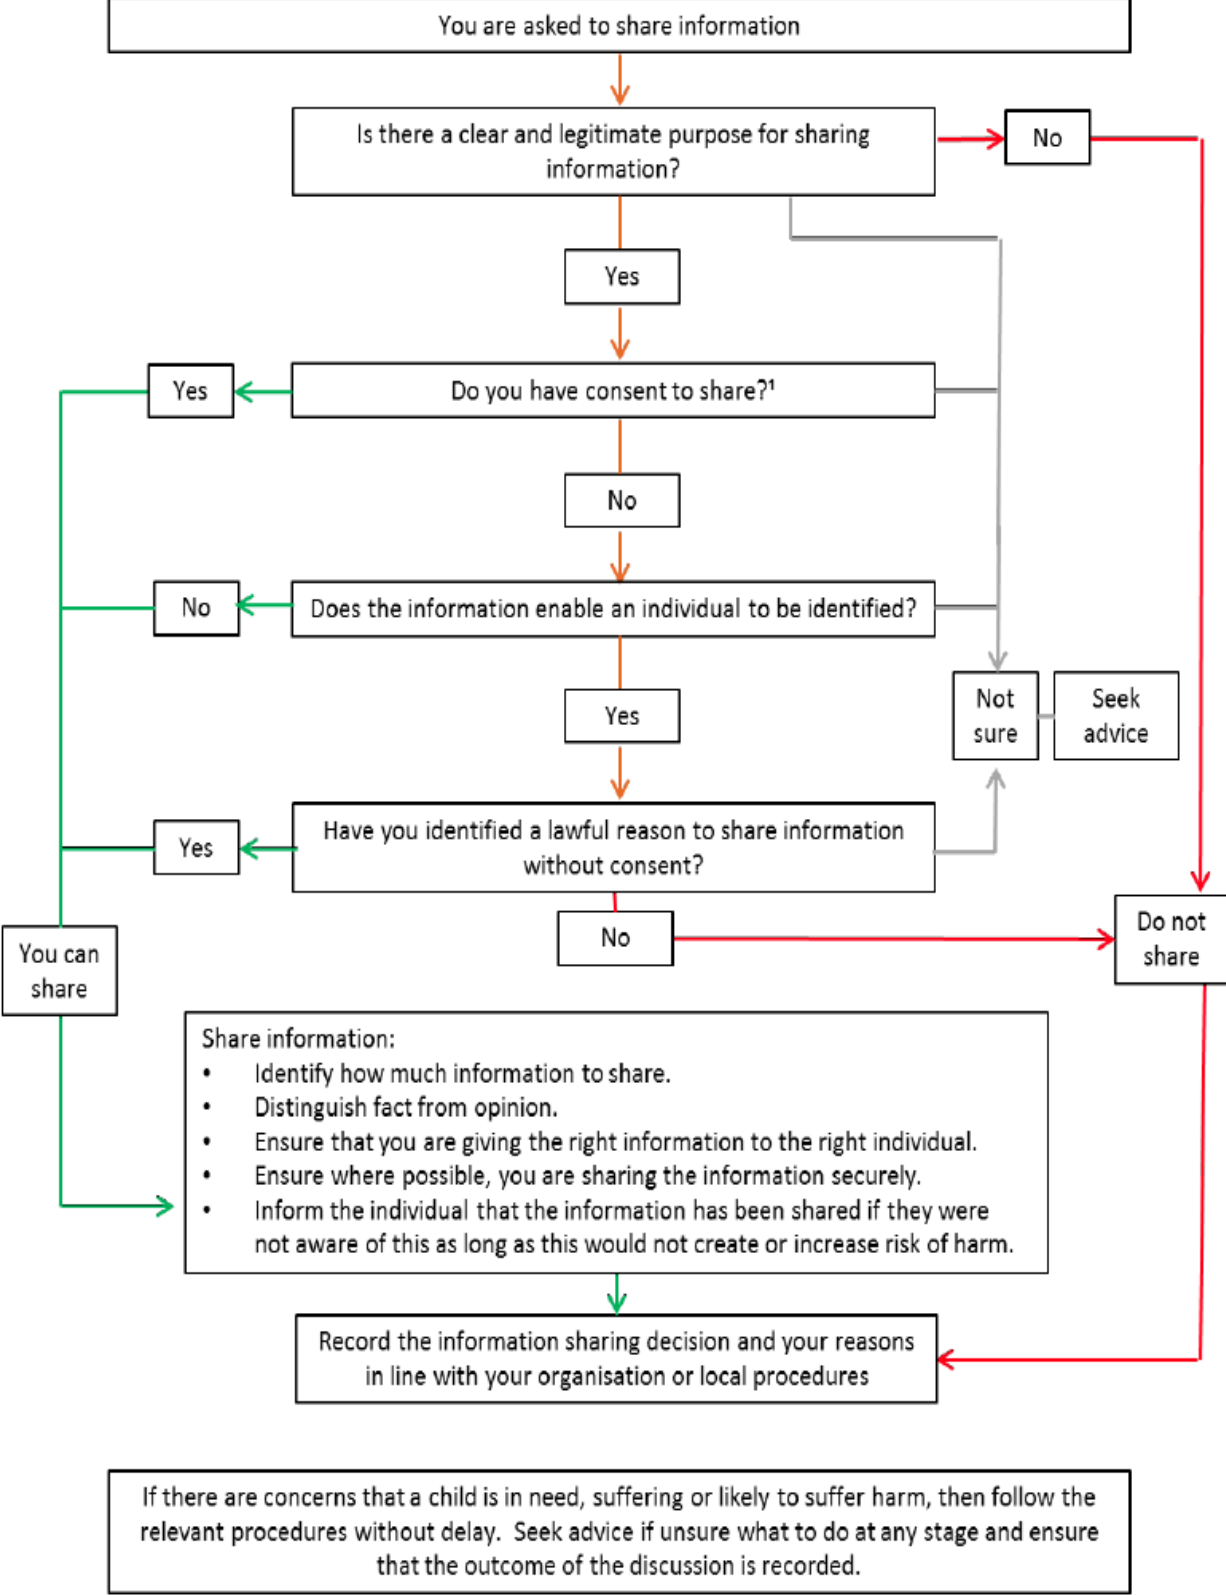 You are asked to share information
Is there a clear and legitimate purpose for sharing
information?
No
Yes
Yes
Do you have consent to share?¹
No
No
Does the information enable an individual to be identified?
Yes
Not
sure
Seek
advice
Yes
Have you identified a lawful reason to share information
without consent?
No
Do not
share
You can
share
Share information:
• Identify how much information to share.
• Distinguish fact from opinion.
• Ensure that you are giving the right information to the right individual.
• Ensure where possible, you are sharing the information securely.
• Inform the individual that the information has been shared if they were
not aware of this as long as this would not create or increase risk of harm.
Record the information sharing decision and your reasons
in line with your organisation or local procedures
If there are concerns that a child is in need, suffering or likely to suffer harm, then follow the
relevant procedures without delay. Seek advice if unsure what to do at any stage and ensure
that the outcome of the discussion is recorded.